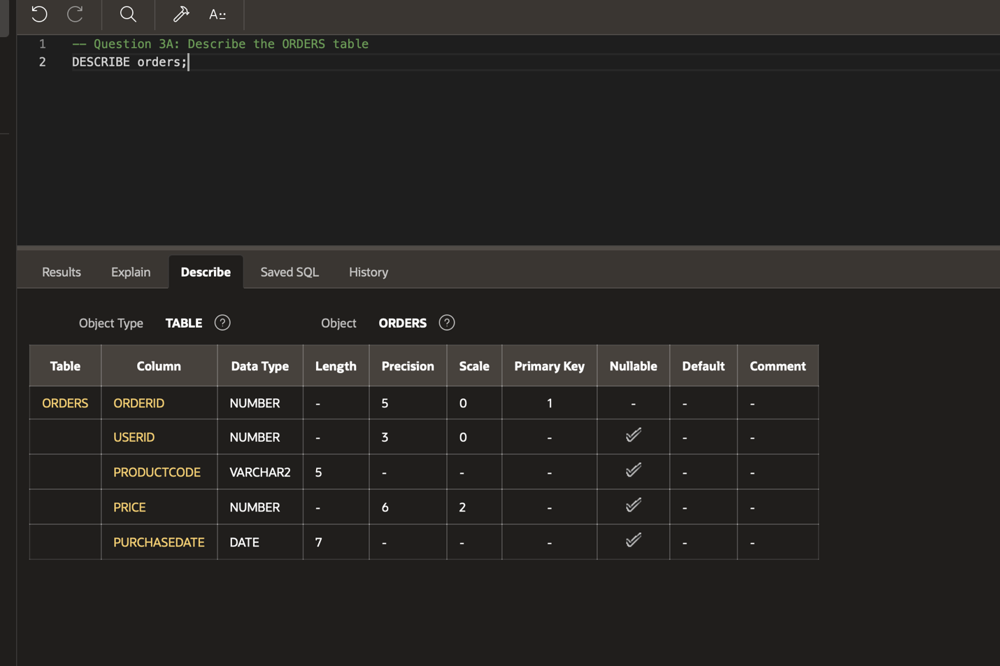 A
1 -- Question 3A: Describe the ORDERS table
2 DESCRIBE orders;
Results Explain Describe Saved SQL History
Object Type TABLE ? Object ORDERS ?
Table Column Data Type Length Precision Scale Primary Key Nullable Default Comment
ORDERS ORDERID NUMBER - 5 0 1 - - -
USERID NUMBER - 3 0 - - -
PRODUCTCODE VARCHAR2 5 - - - - -
PRICE NUMBER - 6 2 - - -
PURCHASEDATE DATE 7 - - - - -